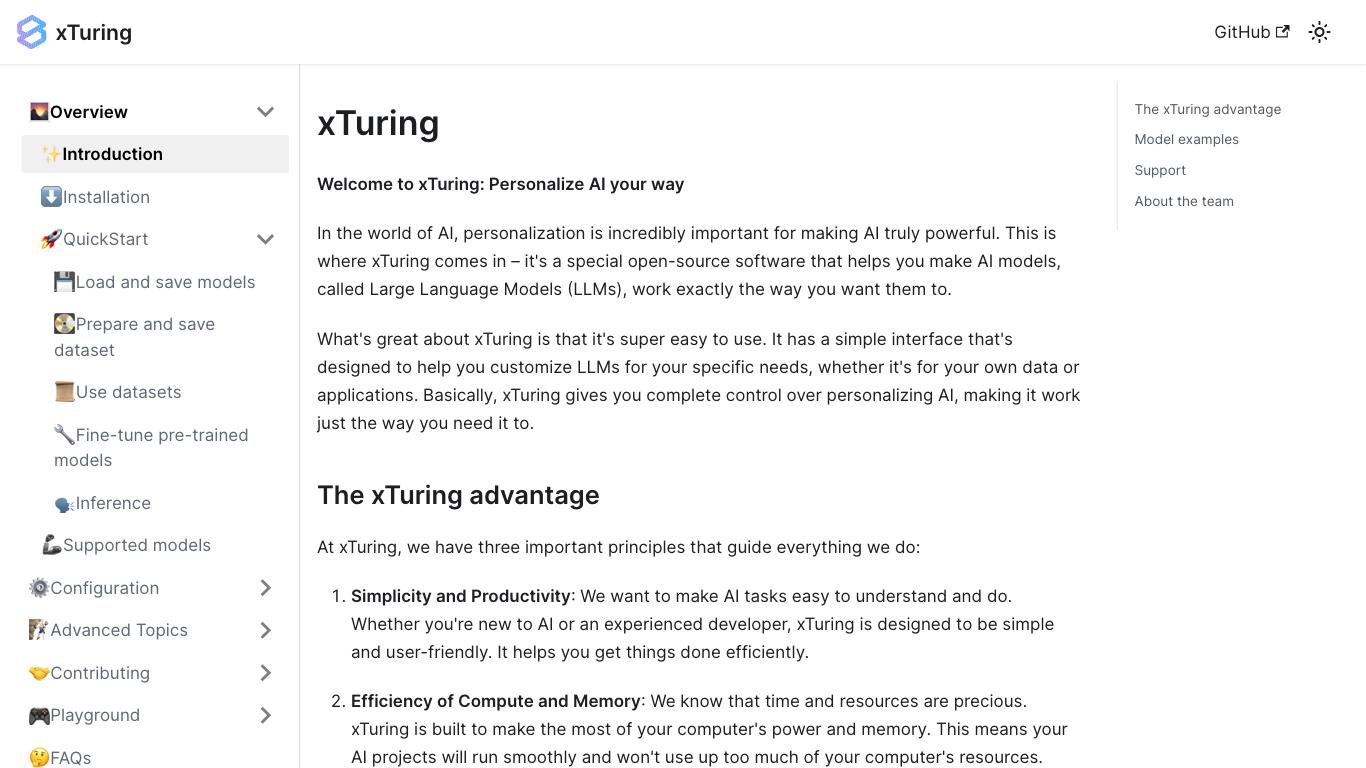 xTuring
GitHub
Overview
Introduction
Installation
QuickStart
Load and save models
Prepare and save
dataset
Use datasets
Fine-tune pre-trained
models
Inference
Supported models
Configuration
Advanced Topics
Contributing
Playground
FAQs
xTuring
Welcome to xTuring: Personalize AI your way
In the world of AI, personalization is incredibly important for making AI truly powerful. This is
where xTuring comes in – it's a special open-source software that helps you make AI models,
called Large Language Models (LLMs), work exactly the way you want them to.
What's great about xTuring is that it's super easy to use. It has a simple interface that's
designed to help you customize LLMs for your specific needs, whether it's for your own data or
applications. Basically, xTuring gives you complete control over personalizing AI, making it work
just the way you need it to.
The xTuring advantage
At xTuring, we have three important principles that guide everything we do:
1. Simplicity and Productivity: We want to make AI tasks easy to understand and do.
Whether you're new to AI or an experienced developer, xTuring is designed to be simple
and user-friendly. It helps you get things done efficiently.
2. Efficiency of Compute and Memory: We know that time and resources are precious.
xTuring is built to make the most of your computer's power and memory. This means your
AI projects will run smoothly and won't use up too much of your computer's resources.
The xTuring advantage
Model examples
Support
About the team